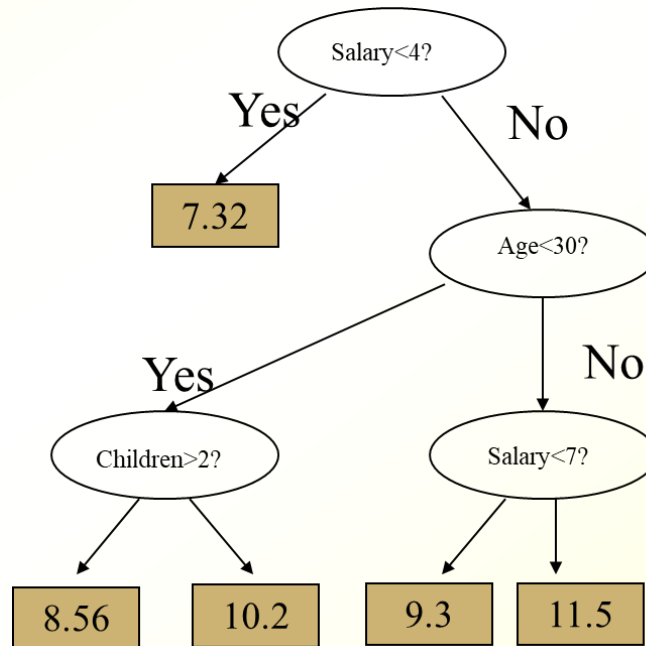 Salary<4?
Yes
No
7.32
Age<30?
Yes
No
Children>2?
Salary<7?
8.56
10.2
9.3
11.5